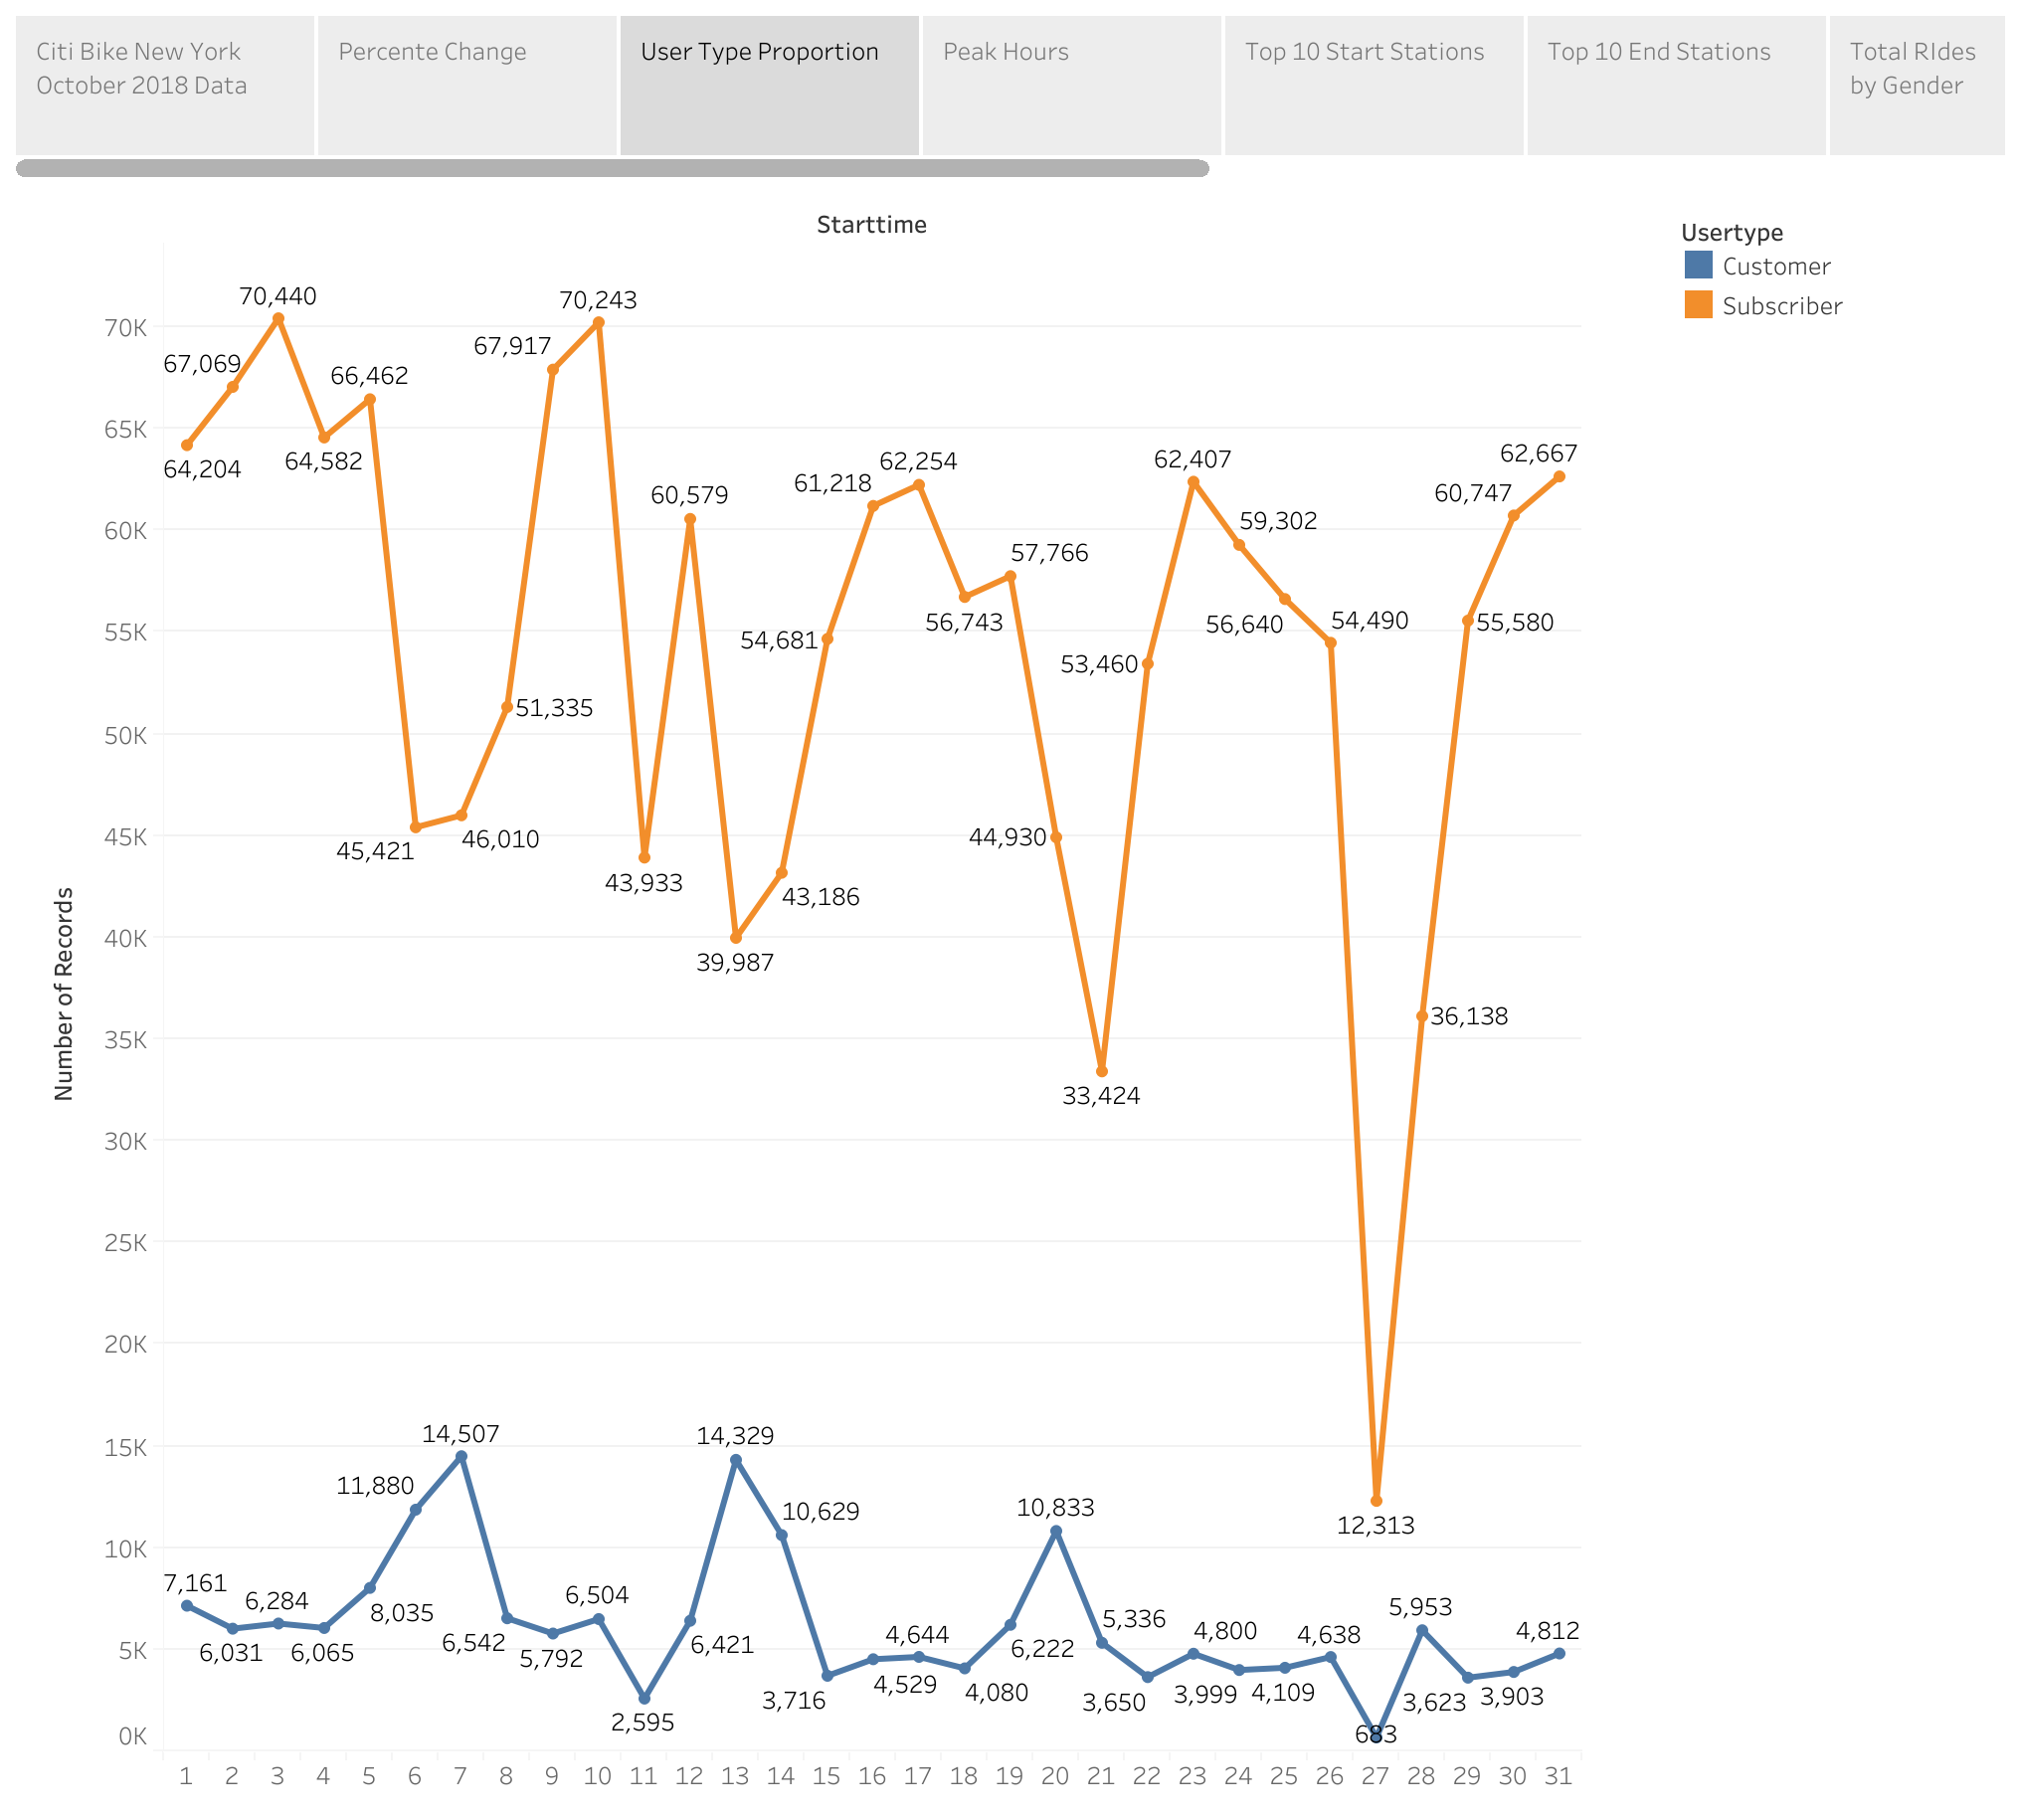 Citi Bike New York
October 2018 Data
Percente Change
User Type Proportion
Peak Hours
Top 10 Start Stations
Top 10 End Stations
Total RIdes
by Gender
Starttime
Usertype
Customer
Subscriber
Number of Records
70K
65K
60K
55K
50K
45K
40K
35K
30K
25K
20K
15K
10K
5K
0K
64,204
67,069
70,440
64,582
66,462
45,421
46,010
51,335
67,917
70,243
43,933
60,579
39,987
43,186
54,681
61,218
62,254
56,743
57,766
44,930
33,424
53,460
62,407
59,302
56,640
54,490
12,313
36,138
55,580
60,747
62,667
7,161
6,031
6,284
6,065
8,035
11,880
14,507
6,542
5,792
6,504
2,595
6,421
14,329
10,629
3,716
4,529
4,644
4,080
6,222
10,833
5,336
3,650
4,800
3,999
4,109
4,638
5,953
3,623
3,903
4,812
1 2 3 4 5 6 7 8 9 10 11 12 13 14 15 16 17 18 19 20 21 22 23 24 25 26 27 28 29 30 31